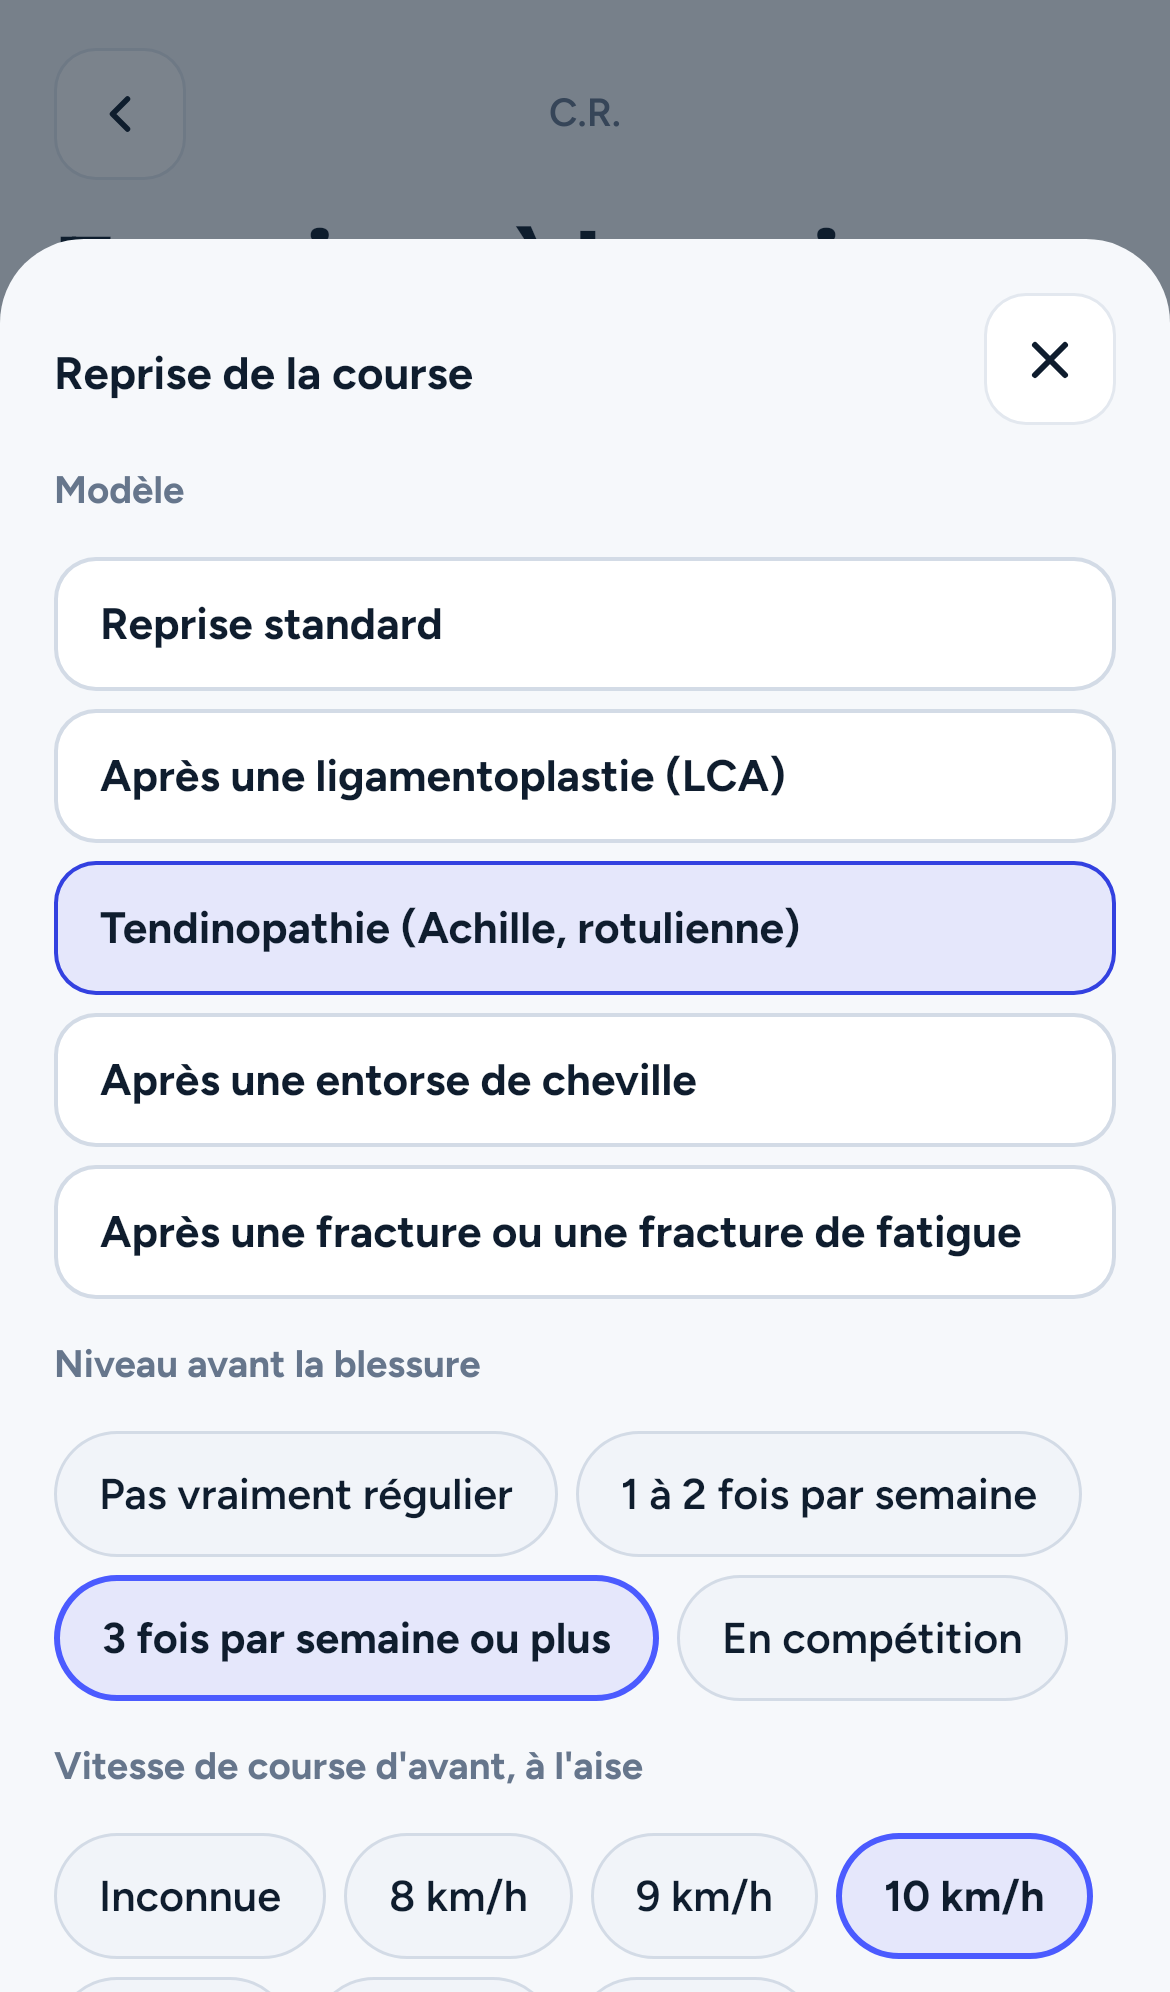 C.R.
Reprise de la course
Modèle
Reprise standard
Après une ligamentoplastie (LCA)
Tendinopathie (Achille, rotulienne)
Après une entorse de cheville
Après une fracture ou une fracture de fatigue
Niveau avant la blessure
Pas vraiment régulier
1 à 2 fois par semaine
3 fois par semaine ou plus
En compétition
Vitesse de course d'avant, à l'aise
Inconnue
8 km/h
9 km/h
10 km/h